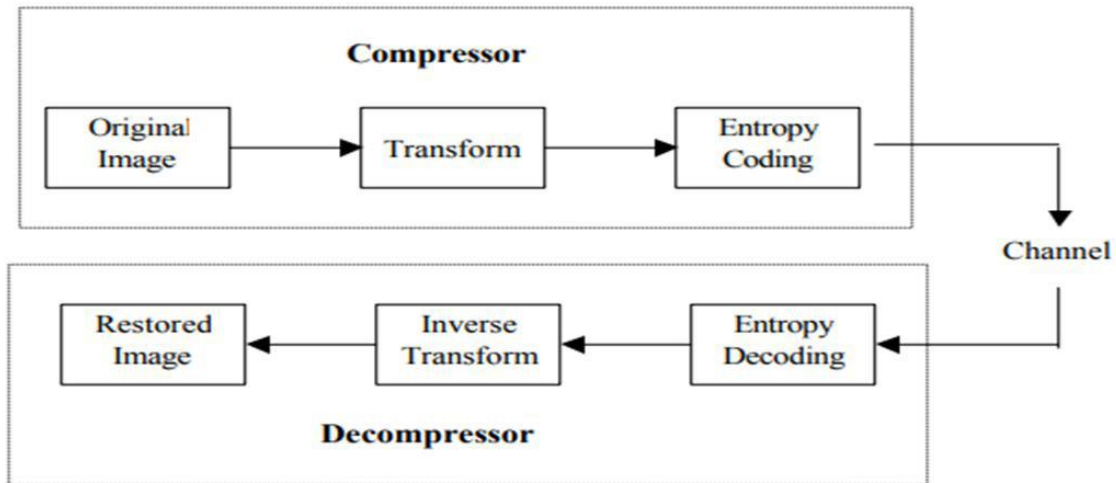 Compressor
Original
Image
Transform
Entropy
Coding
Channel
Restored
Image
Inverse
Transform
Entropy
Decoding
Decompressor